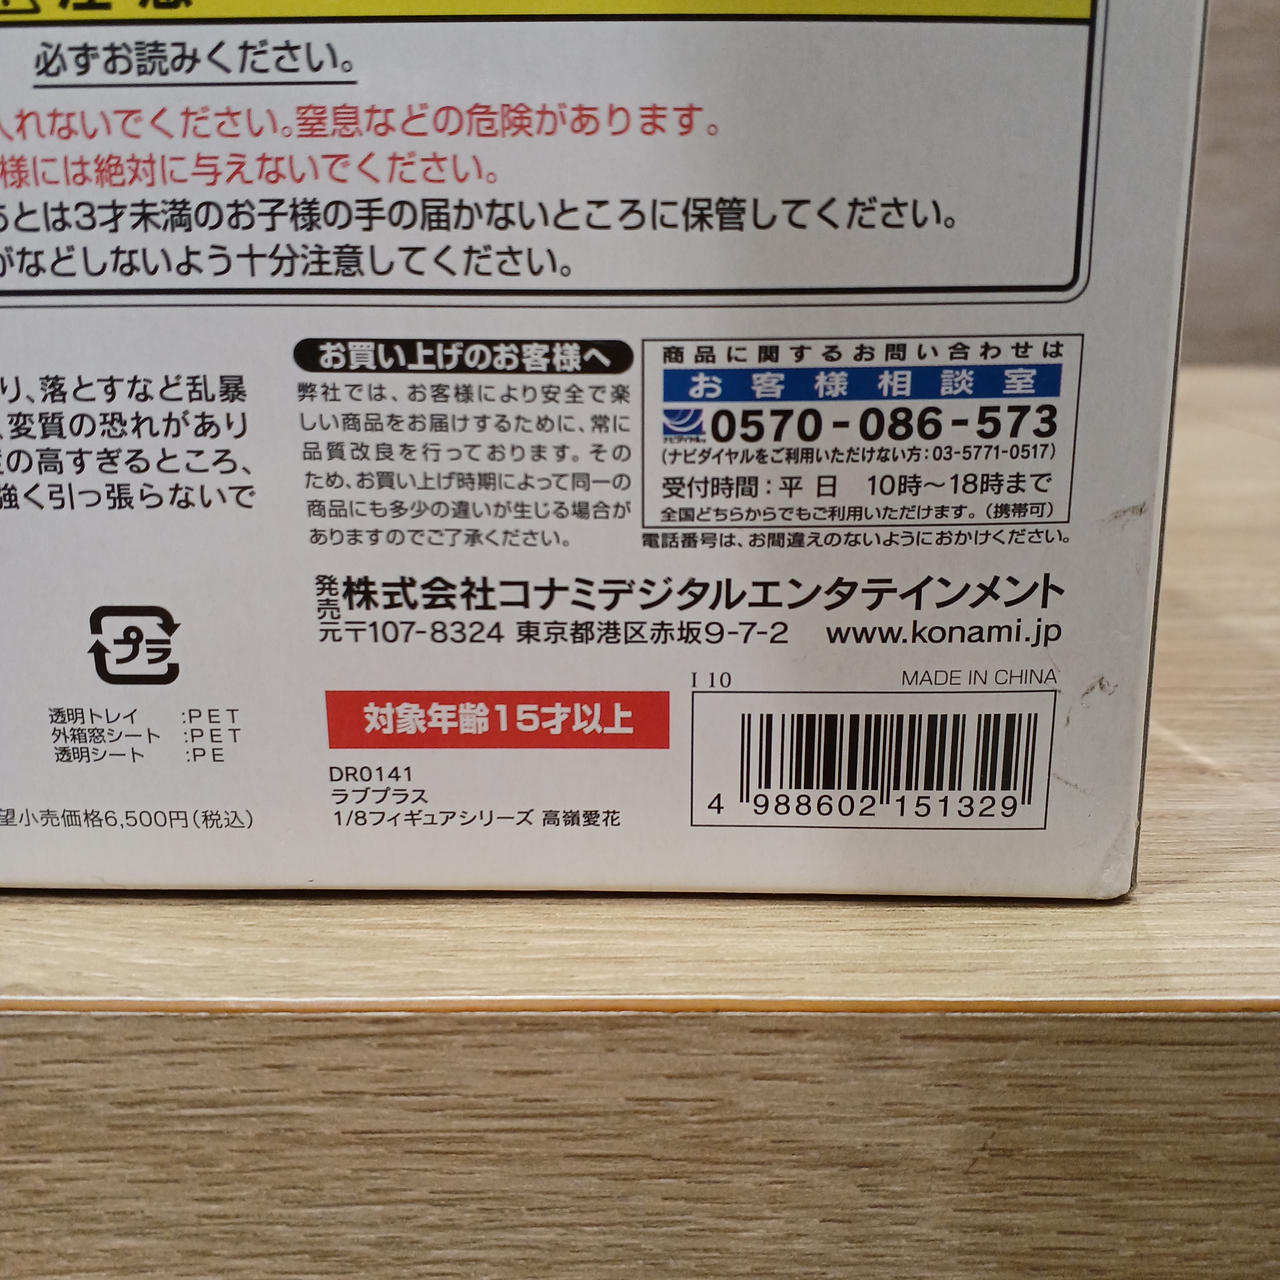 注意
必ずお読みください。
入れないでください。窒息などの危険があります。
様には絶対に与えないでください。
あとは3才未満のお子様の手の届かないところに保管してください。
がなどしないよう十分注意してください。
り、落とすなど乱暴
、変質の恐れがあり
度の高すぎるところ、
強く引っ張らないで
お買い上げのお客様へ
弊社では、お客様により安全で楽
しい商品をお届けするために、常に
品質改良を行っております。その
ため、お買い上げ時期によって同一の
商品にも多少の違いが生じる場合が
ありますのでご了承ください。
商品に関するお問い合わせは
お客様相談室
ナビダイヤル 0570-086-573
(ナビダイヤルをご利用いただけない方:03-5771-0517)
受付時間:平日 10時～18時まで
全国どちらからでもご利用いただけます。(携帯可)
電話番号は、お間違えのないようにおかけください。
発売元 株式会社コナミデジタルエンタテインメント
〒107-8324 東京都港区赤坂9-7-2 www.konami.jp
プラ
透明トレイ :PET
外箱窓シート :PET
透明シート :PE
望小売価格6,500円(税込)
対象年齢15才以上
DR0141
ラブプラス
1/8フィギュアシリーズ 高嶺愛花
I 10 MADE IN CHINA
4 988602 151329